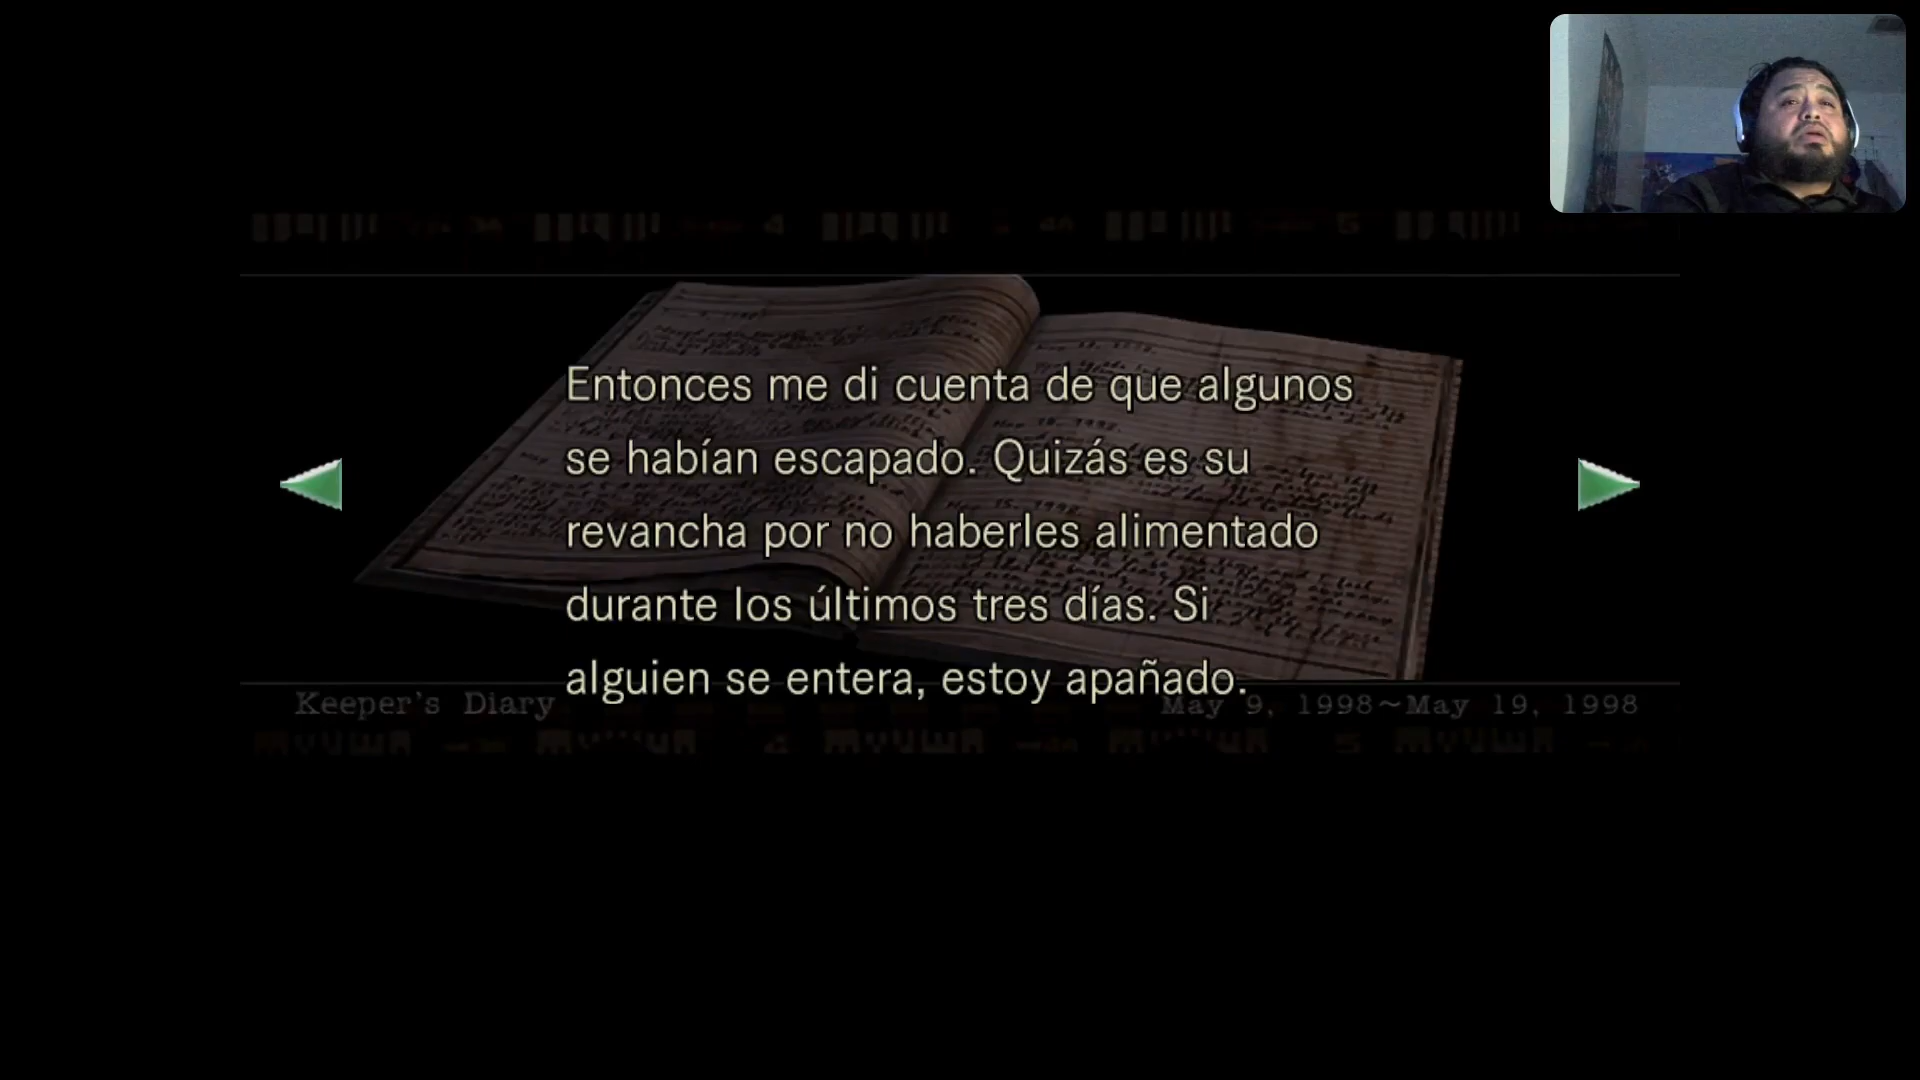 Entonces me di cuenta de que algunos
se habían escapado. Quizás es su
revancha por no haberles alimentado
durante los últimos tres días. Si
alguien se entera, estoy apañado.
Keeper's Diary
May 9, 1998~May 19, 1998